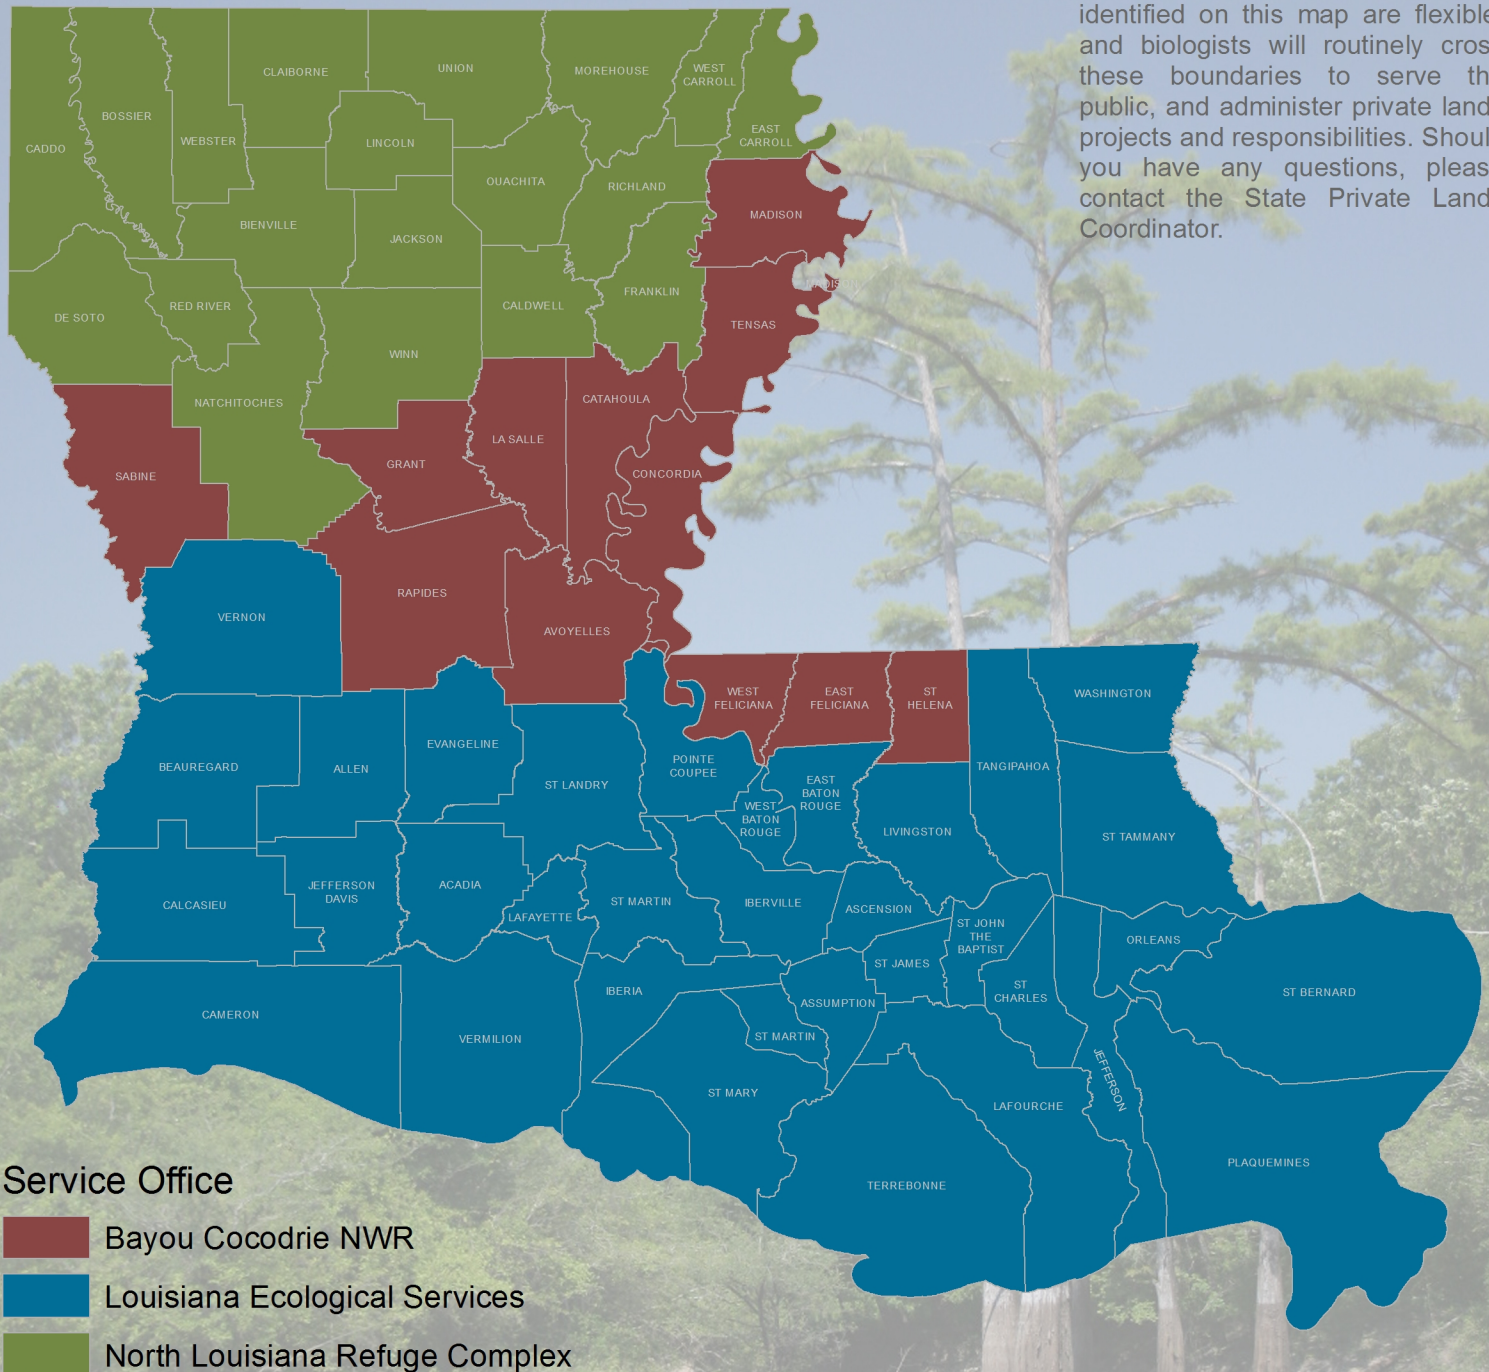 identified on this map are flexibl
and biologists will routinely cros
these boundaries to serve th
public, and administer private land
projects and responsibilities. Shoul
you have any questions, pleas
contact the State Private Land
Coordinator.
CLAIBORNE
UNION
MOREHOUSE
WEST
CARROLL
BOSSIER
WEBSTER
LINCOLN
EAST
CARROLL
CADDO
OUACHITA
RICHLAND
MADISON
BIENVILLE
JACKSON
MADISON
FRANKLIN
RED RIVER
CALDWELL
DE SOTO
TENSAS
WINN
NATCHITOCHES
CATAHOULA
LA SALLE
GRANT
CONCORDIA
SABINE
RAPIDES
VERNON
AVOYELLES
WEST
FELICIANA
EAST
FELICIANA
ST
HELENA
WASHINGTON
EVANGELINE
BEAUREGARD
ALLEN
POINTE
COUPEE
TANGIPAHOA
ST LANDRY
EAST
BATON
ROUGE
WEST
BATON
ROUGE
LIVINGSTON
ST TAMMANY
JEFFERSON
DAVIS
ACADIA
CALCASIEU
LAFAYETTE
ST MARTIN
IBERVILLE
ASCENSION
ST JOHN
THE
BAPTIST
ORLEANS
ST JAMES
IBERIA
ST
CHARLES
ST BERNARD
ASSUMPTION
CAMERON
VERMILION
ST MARTIN
ST MARY
JEFFERSON
LAFOURCHE
PLAQUEMINES
TERREBONNE
Service Office
Bayou Cocodrie NWR
Louisiana Ecological Services
North Louisiana Refuge Complex